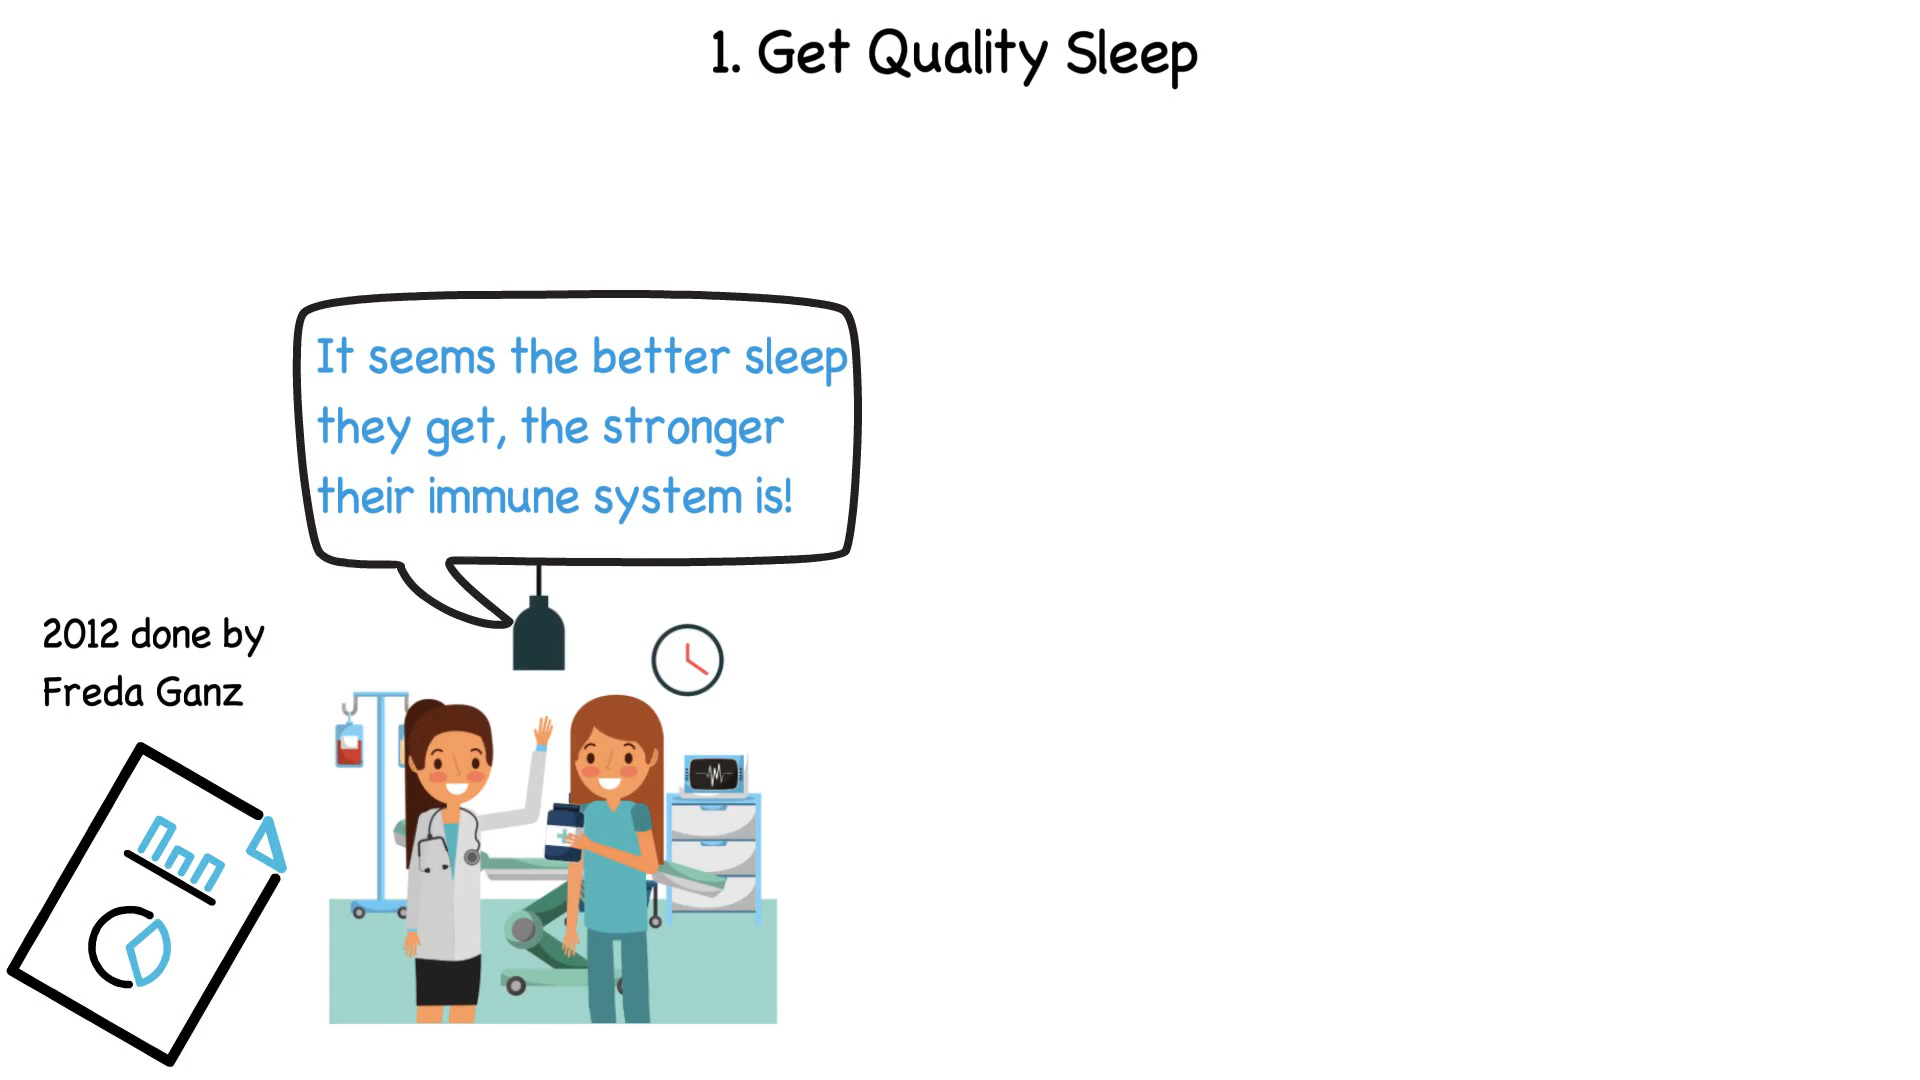 1. Get Quality Sleep
It seems the better sleep
they get, the stronger
their immune system is!
2012 done by
Freda Ganz